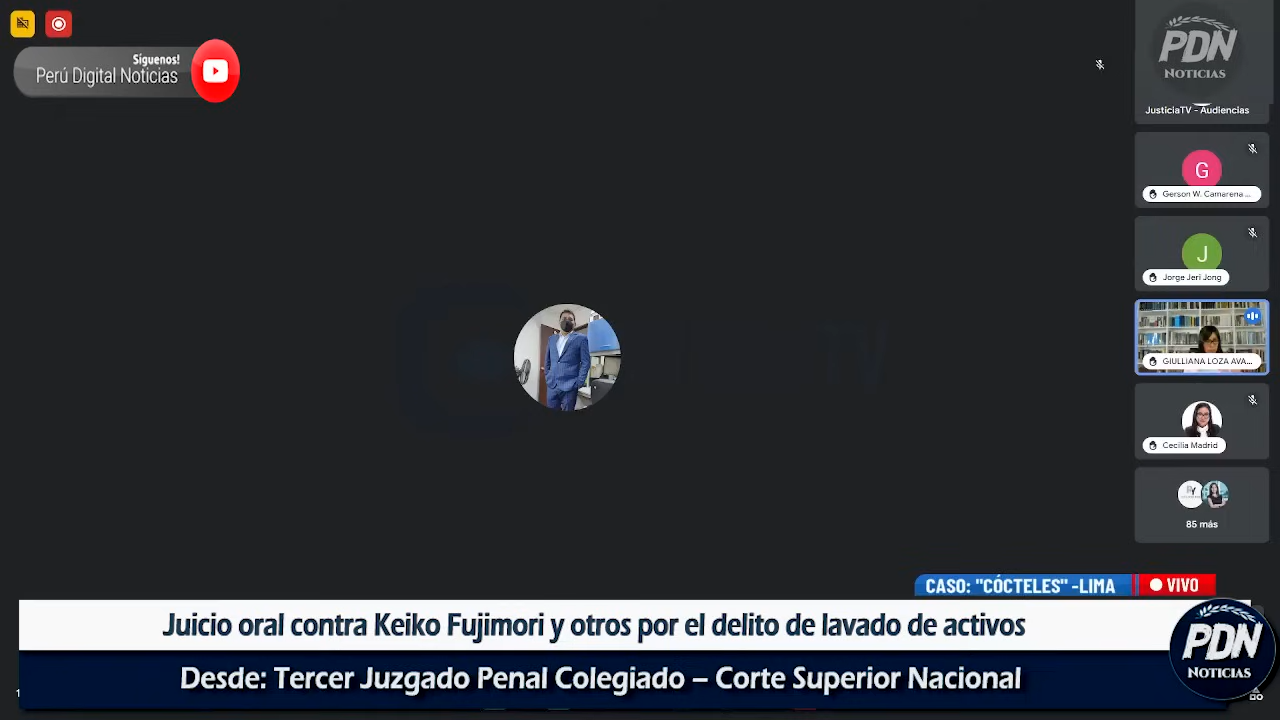 Síguenos!
Perú Digital Noticias
PDN
NOTICIAS
JusticiaTV - Audiencias
G
Gerson W. Camarena ...
J
Jorge Jeri Jong
GIULLIANA LOZA AVA...
Cecilia Madrid
85 más
CASO: "CÓCTELES" -LIMA
VIVO
Juicio oral contra Keiko Fujimori y otros por el delito de lavado de activos
Desde: Tercer Juzgado Penal Colegiado – Corte Superior Nacional
PDN
NOTICIAS